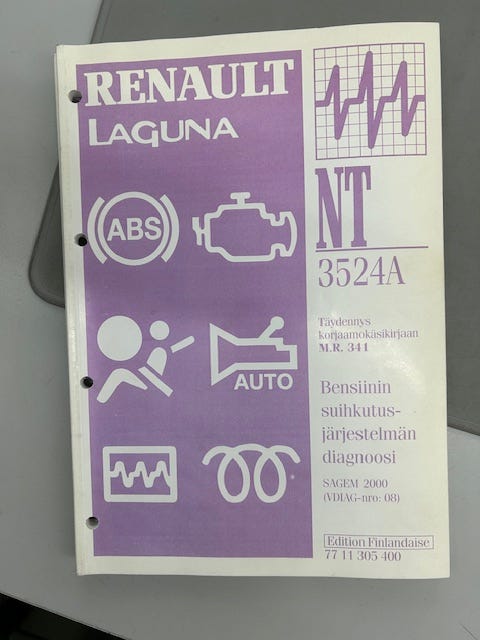 RENAULT
LAGUNA
ABS
AUTO
NT
3524A
Täydennys
korjaamokäsikirjaan
M.R. 341
Bensiinin
suihkutus-
järjestelmän
diagnoosi
SAGEM 2000
(VDIAG-nro: 08)
Edition Finlandaise
77 11 305 400